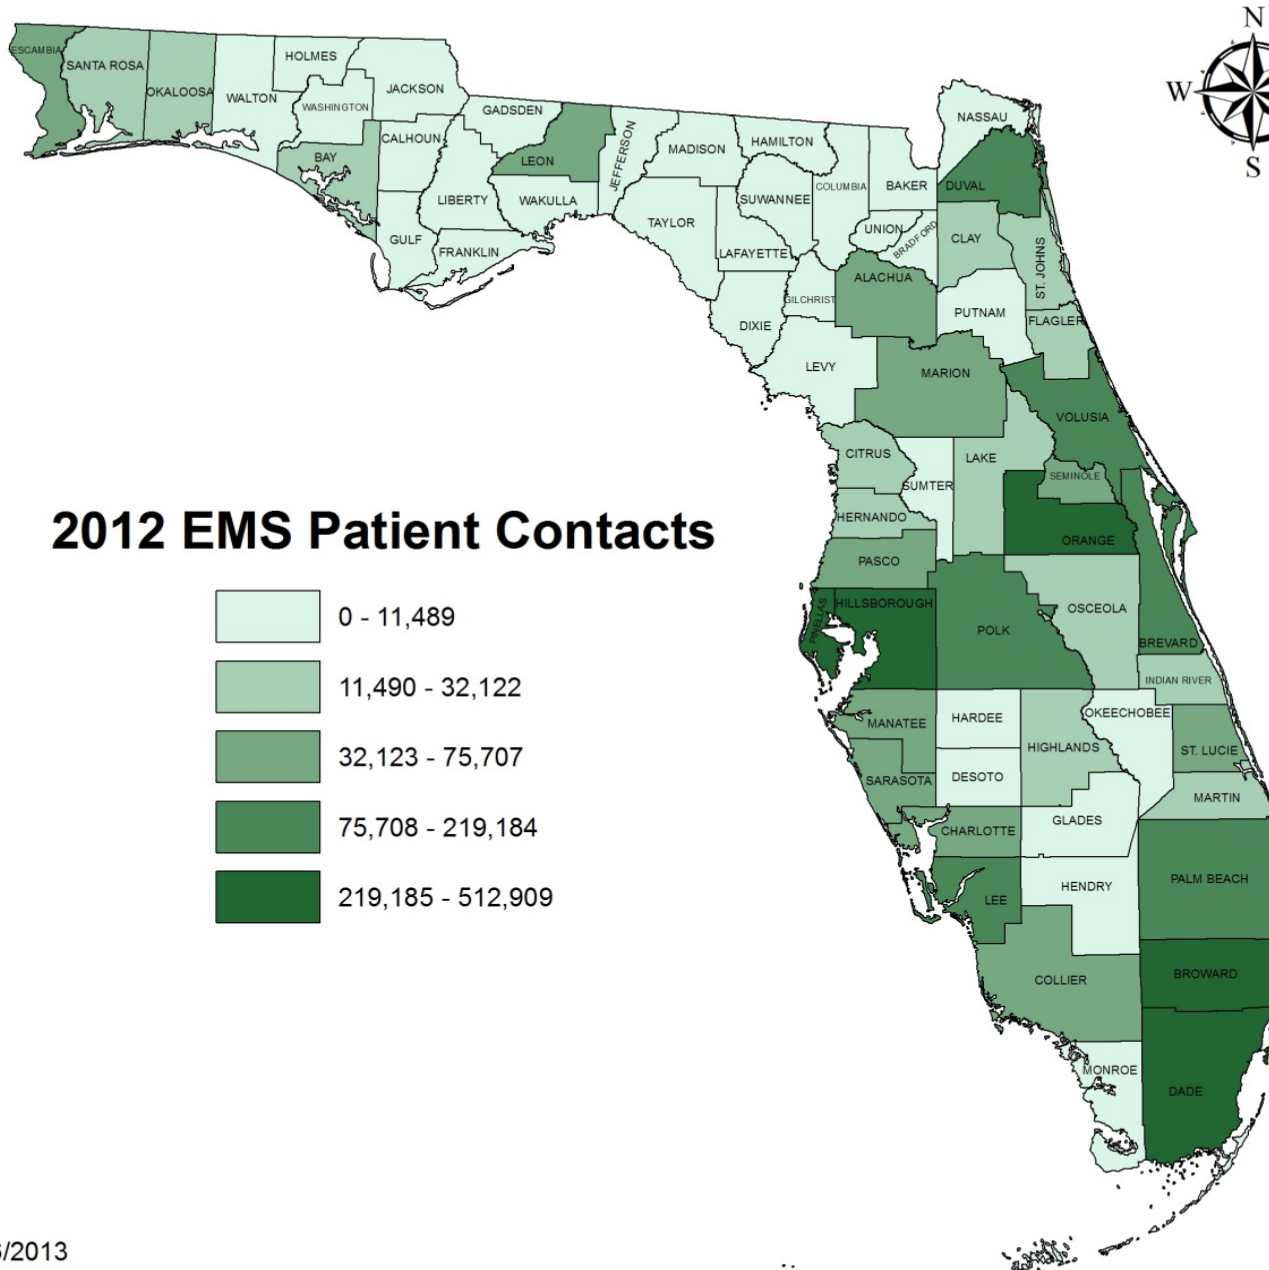 N
W
S
ESCAMBIA
SANTA ROSA
OKALOOSA
WALTON
HOLMES
WASHINGTON
JACKSON
BAY
CALHOUN
GULF
GADSDEN
LIBERTY
FRANKLIN
LEON
WAKULLA
JEFFERSON
MADISON
TAYLOR
HAMILTON
SUWANNEE
LAFAYETTE
DIXIE
COLUMBIA
GILCHRIST
LEVY
BAKER
UNION
BRADFORD
ALACHUA
NASSAU
DUVAL
CLAY
ST. JOHNS
PUTNAM
FLAGLER
MARION
VOLUSIA
CITRUS
SUMTER
LAKE
SEMINOLE
HERNANDO
ORANGE
PASCO
PINELLAS
HILLSBOROUGH
POLK
OSCEOLA
BREVARD
INDIAN RIVER
MANATEE
HARDEE
HIGHLANDS
OKEECHOBEE
ST. LUCIE
SARASOTA
DESOTO
MARTIN
CHARLOTTE
GLADES
LEE
HENDRY
PALM BEACH
COLLIER
BROWARD
MONROE
DADE
2012 EMS Patient Contacts
0 - 11,489
11,490 - 32,122
32,123 - 75,707
75,708 - 219,184
219,185 - 512,909
/2013